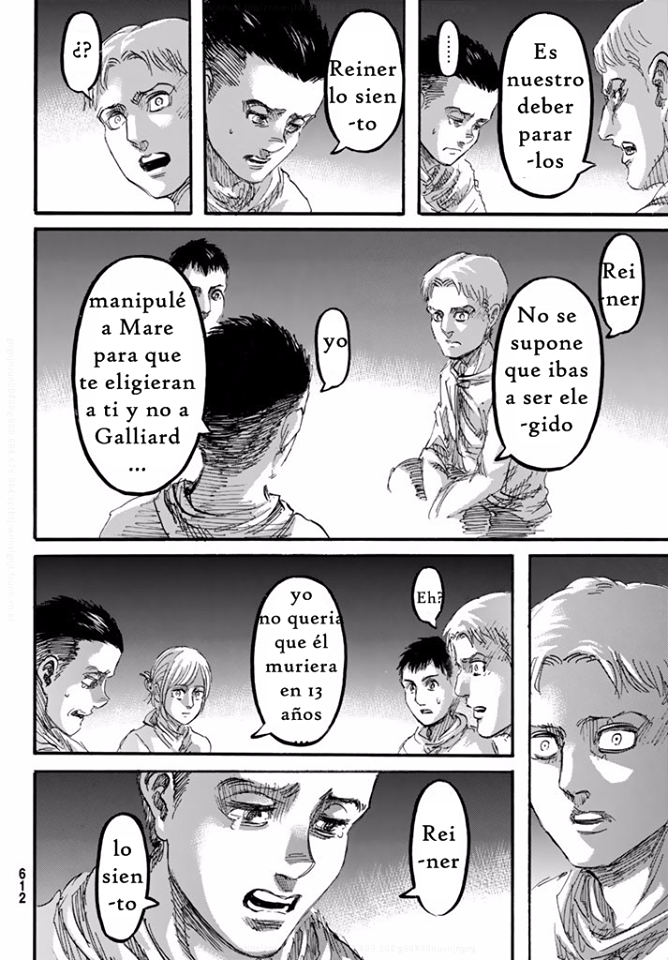 Es
nuestro
deber
parar
-los
......
Reiner
lo sien
-to
¿?
Rei
-ner
No se
supone
que ibas
a ser ele
-gido
yo
manipulé
a Mare
para que
te eligieran
a ti y no a
Galliard
...
Eh?
yo
no queria
que él
muriera
en 13
años
Rei
-ner
lo
sien
-to
612